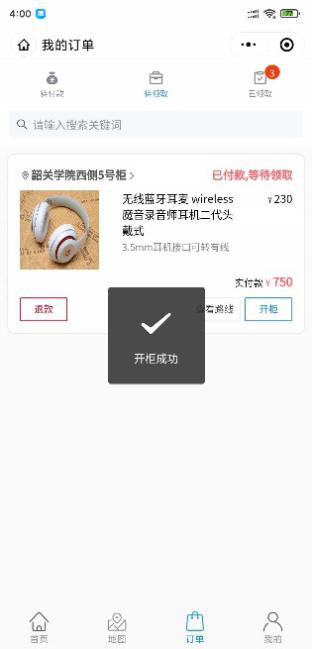 4:00
77
我的订单
待付款
待领取
3
已领取
请输入搜索关键词
韶关学院西侧5号柜
已付款,等待领取
无线蓝牙耳麦 wireless
魔音录音师耳机二代头
戴式
¥230
3.5mm耳机接口可转有线
实付款 ¥ 750
退款
查看路线
开柜
开柜成功
首页
地图
订单
我的